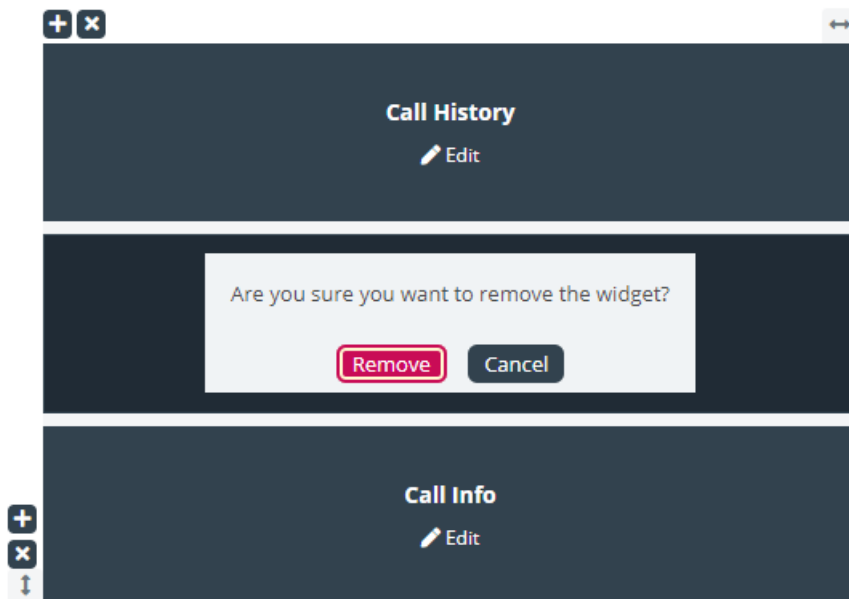 Call History
Edit
Are you sure you want to remove the widget?
Remove Cancel
Call Info
Edit